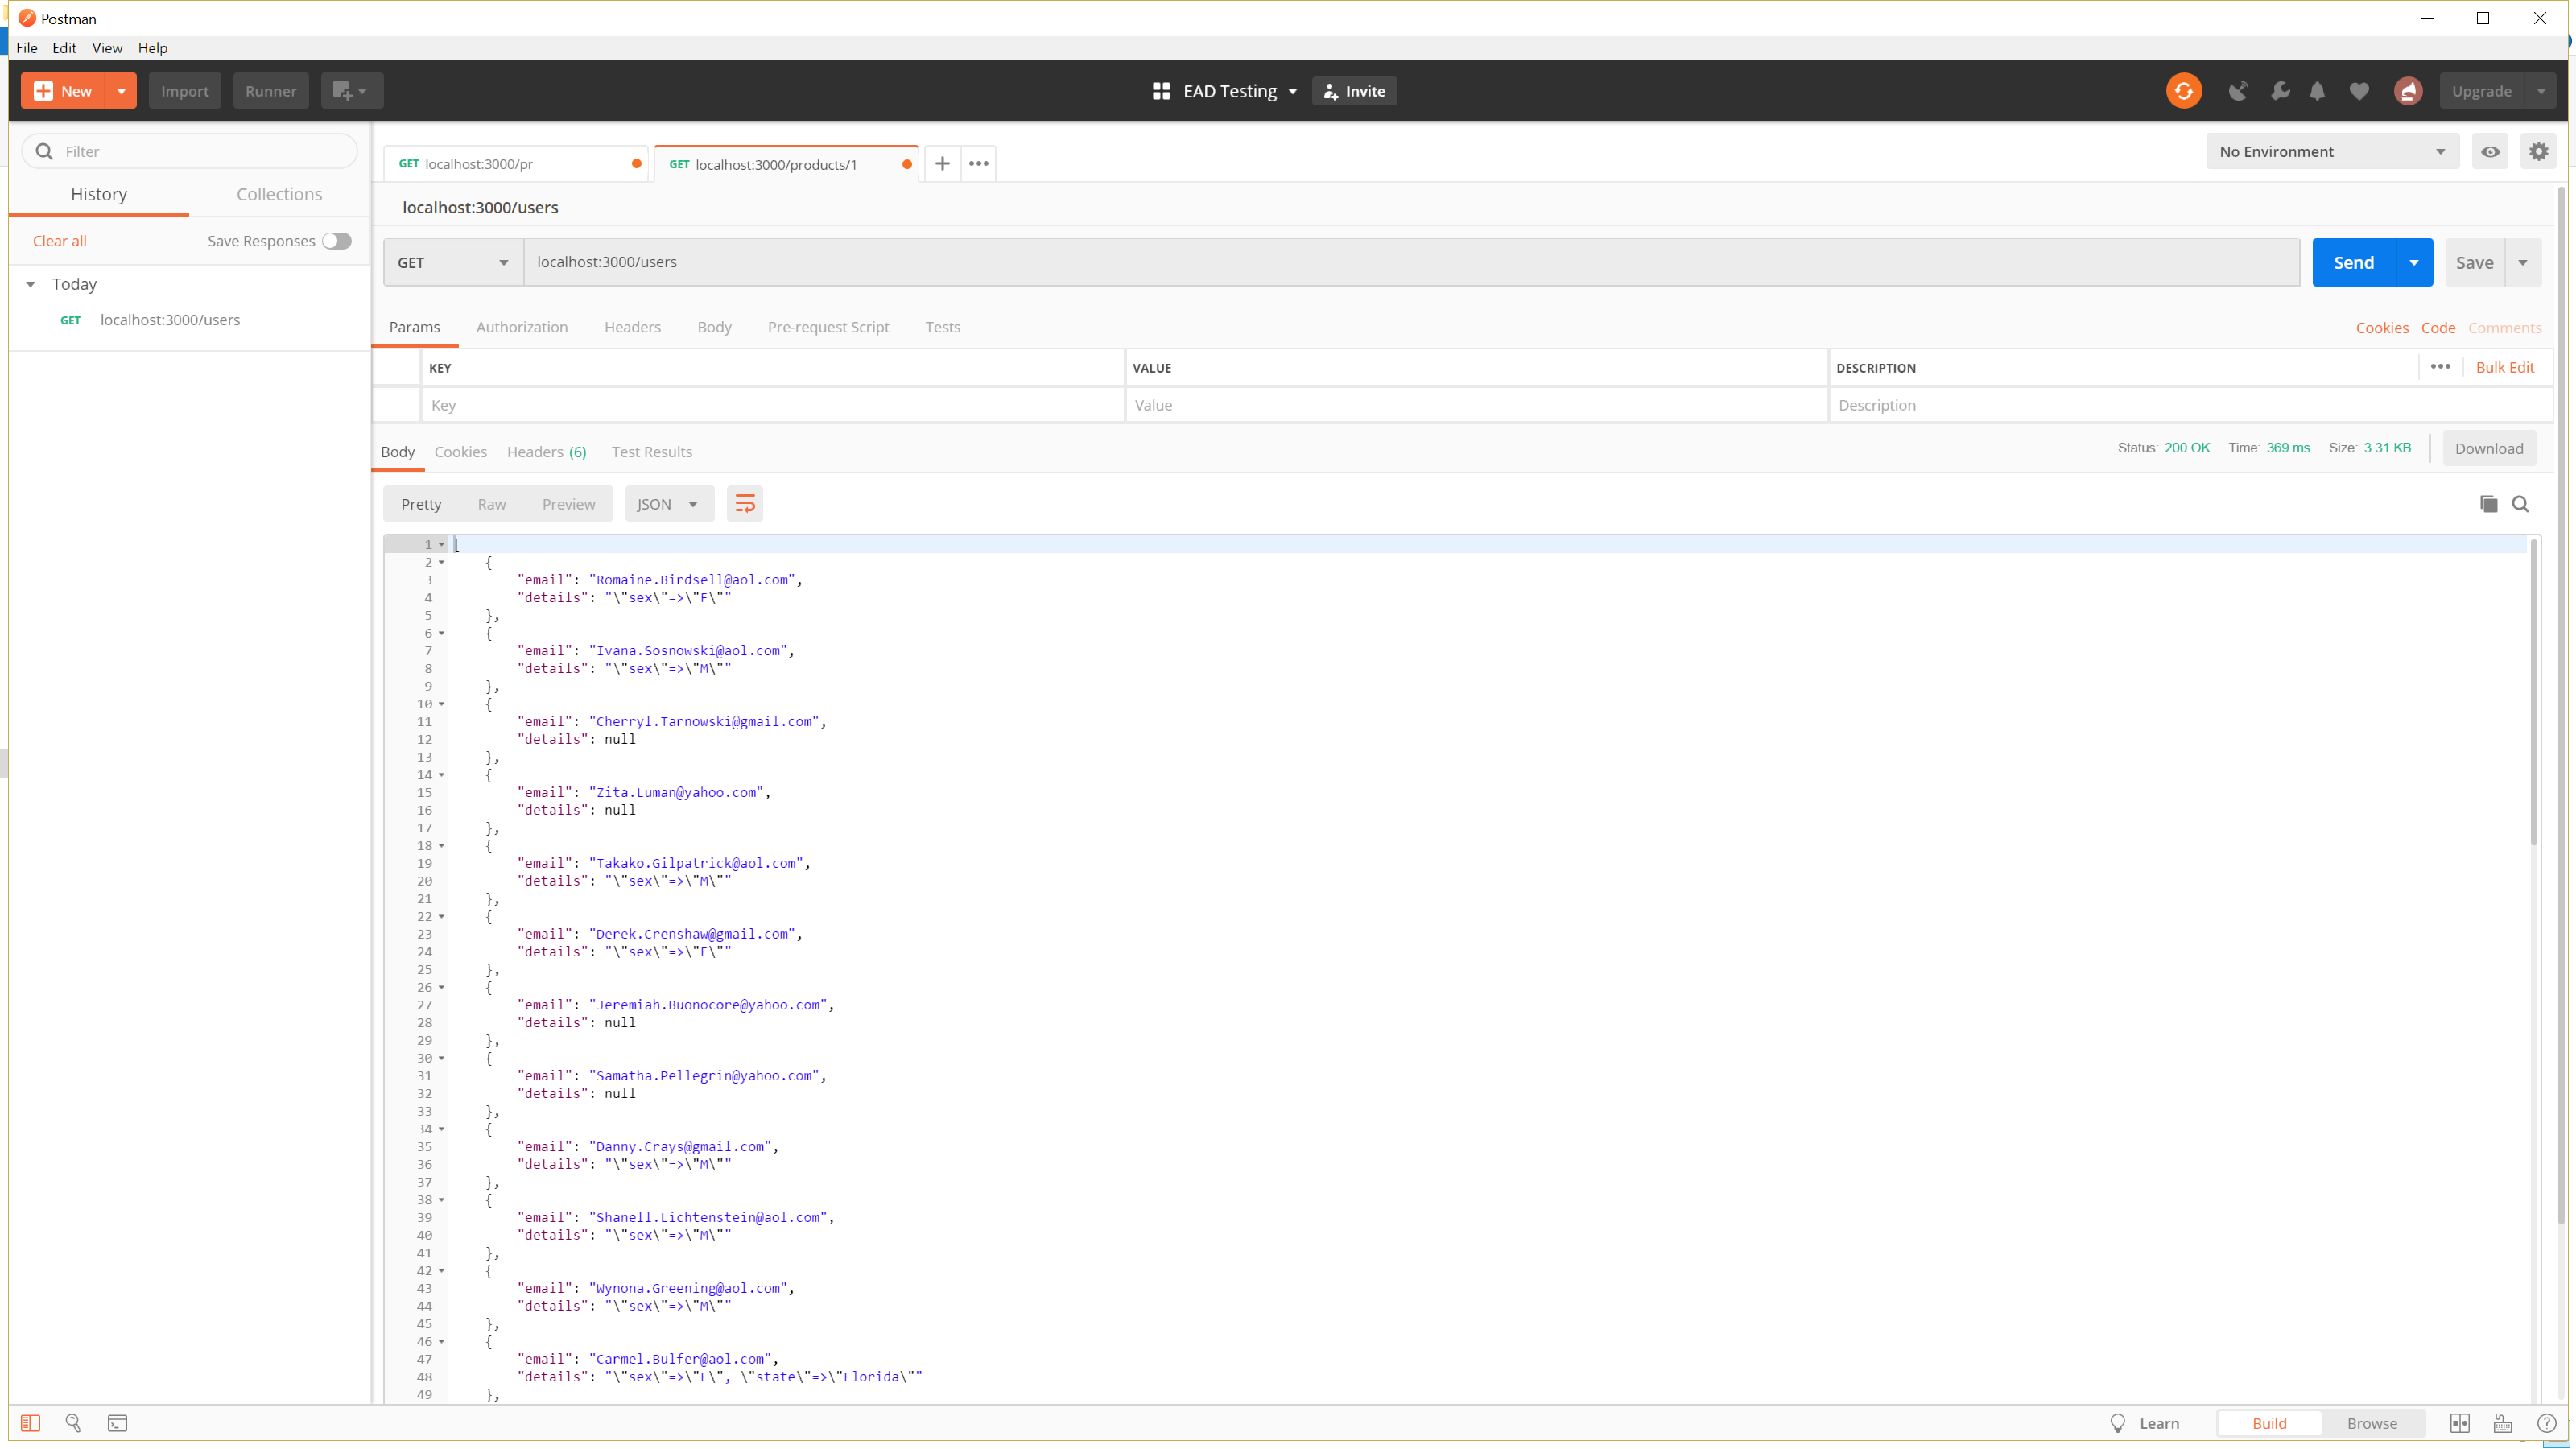 Postman
File Edit View Help
New Import Runner EAD Testing Invite Upgrade
Filter
History Collections
Clear all Save Responses
Today
GET localhost:3000/users
GET localhost:3000/pr GET localhost:3000/products/1 No Environment
localhost:3000/users
GET localhost:3000/users Send Save
Params Authorization Headers Body Pre-request Script Tests Cookies Code Comments
KEY VALUE DESCRIPTION Bulk Edit
Key Value Description
Body Cookies Headers (6) Test Results Status: 200 OK Time: 369 ms Size: 3.31 KB Download
Pretty Raw Preview JSON
1 [
2 {
3 "email": "Romaine.Birdsell@aol.com",
4 "details": "\"sex\"=>\"F\""
5 },
6 {
7 "email": "Ivana.Sosnowski@aol.com",
8 "details": "\"sex\"=>\"M\""
9 },
10 {
11 "email": "Cherryl.Tarnowski@gmail.com",
12 "details": null
13 },
14 {
15 "email": "Zita.Luman@yahoo.com",
16 "details": null
17 },
18 {
19 "email": "Takako.Gilpatrick@aol.com",
20 "details": "\"sex\"=>\"M\""
21 },
22 {
23 "email": "Derek.Crenshaw@gmail.com",
24 "details": "\"sex\"=>\"F\""
25 },
26 {
27 "email": "Jeremiah.Buonocore@yahoo.com",
28 "details": null
29 },
30 {
31 "email": "Samatha.Pellegrin@yahoo.com",
32 "details": null
33 },
34 {
35 "email": "Danny.Crays@gmail.com",
36 "details": "\"sex\"=>\"M\""
37 },
38 {
39 "email": "Shanell.Lichtenstein@aol.com",
40 "details": "\"sex\"=>\"M\""
41 },
42 {
43 "email": "Wynona.Greening@aol.com",
44 "details": "\"sex\"=>\"M\""
45 },
46 {
47 "email": "Carmel.Bulfer@aol.com",
48 "details": "\"sex\"=>\"F\", \"state\"=>\"Florida\""
49 },
Learn Build Browse